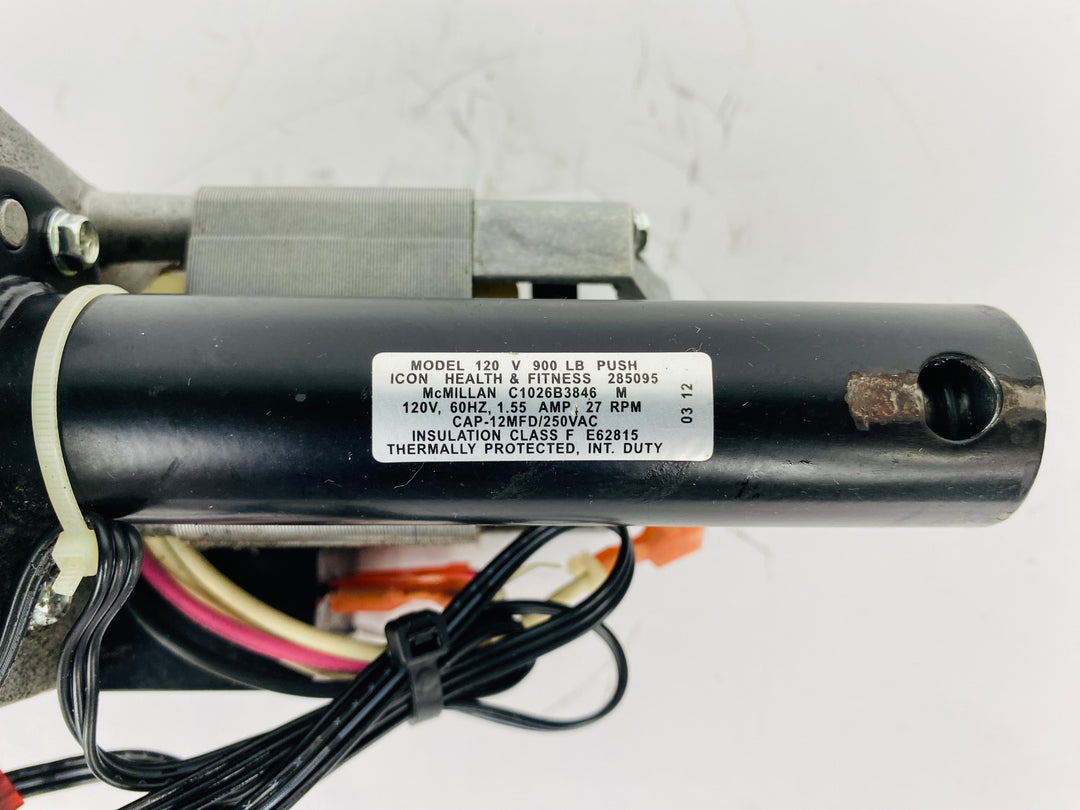 MODEL 120 V 900 LB PUSH
ICON HEALTH & FITNESS 285095
McMILLAN C1026B3846 M
120V, 60HZ, 1.55 AMP, 27 RPM
CAP-12MFD/250VAC
INSULATION CLASS F E62815
THERMALLY PROTECTED, INT. DUTY
03 12